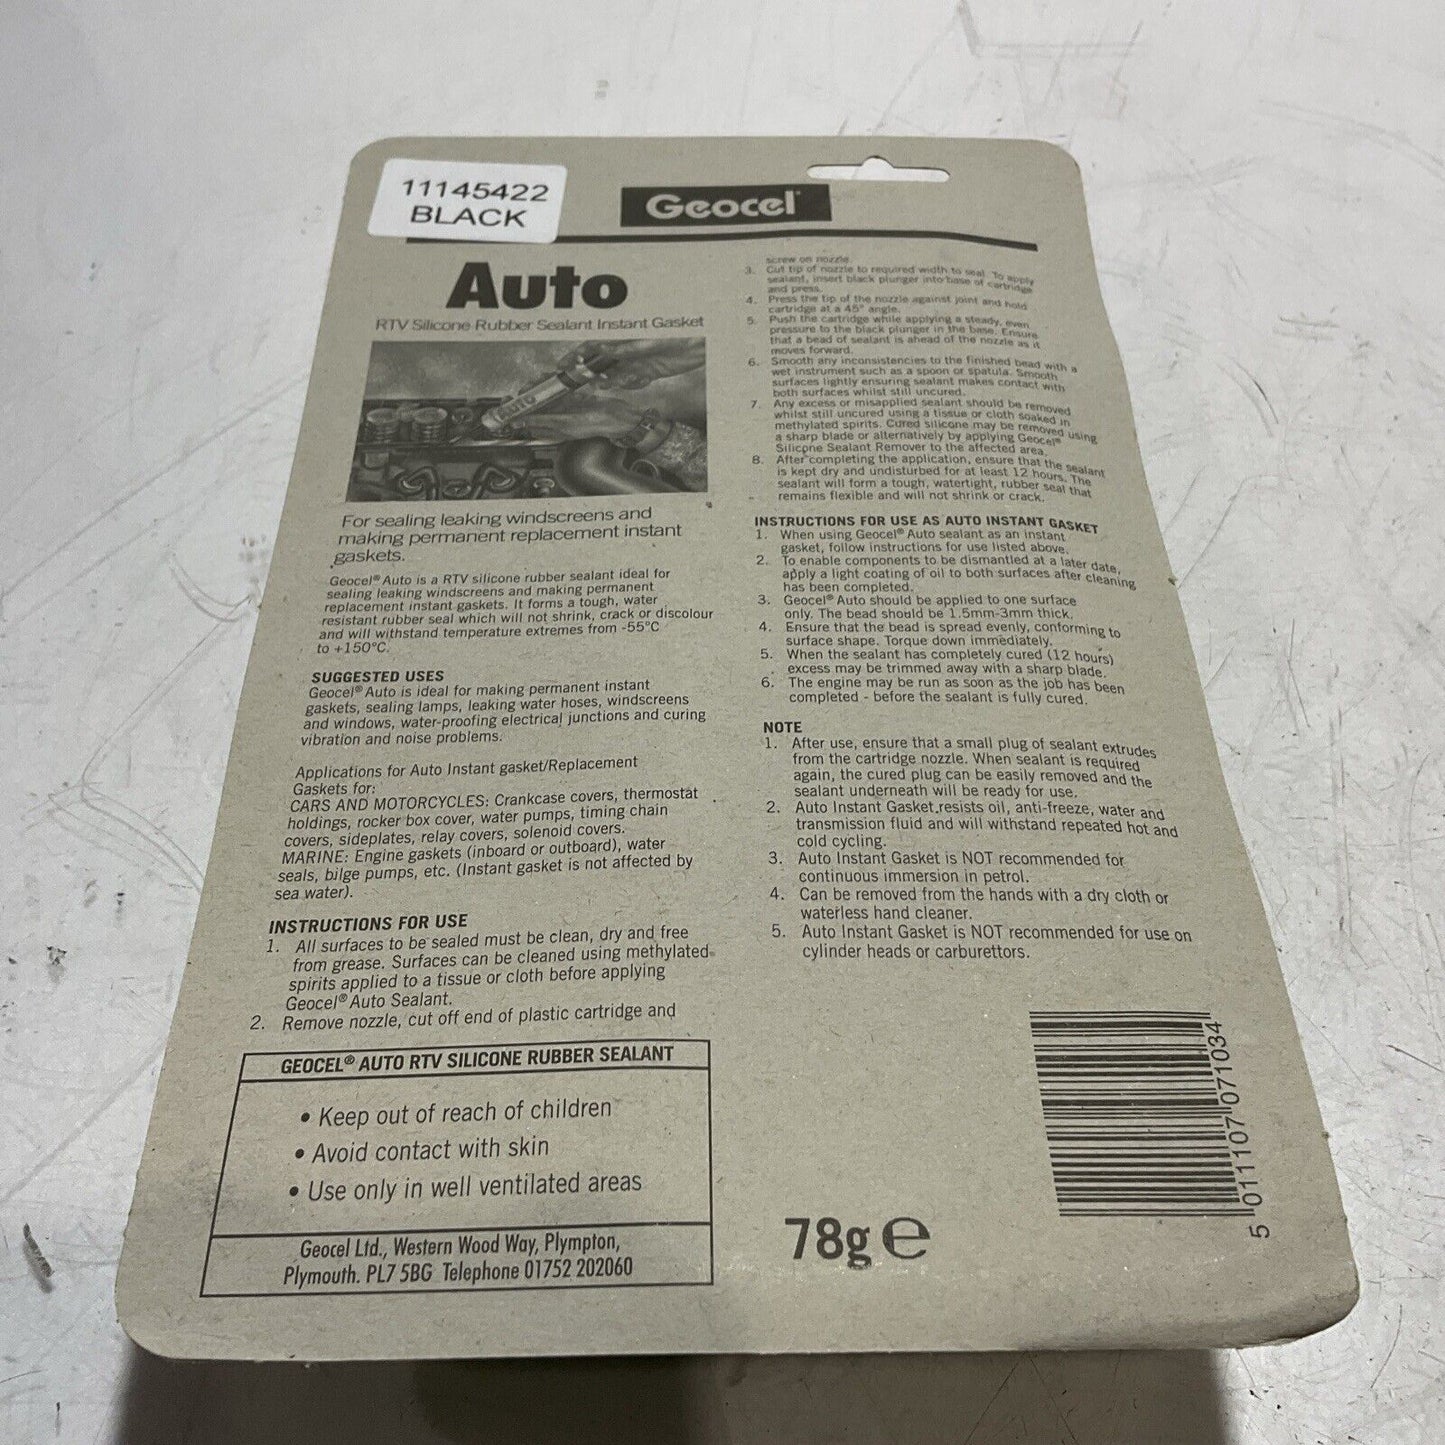 11145422
BLACK
Geocel®
Auto
RTV Silicone Rubber Sealant Instant Gasket
AUTO
For sealing leaking windscreens and
making permanent replacement instant
gaskets.
Geocel® Auto is a RTV silicone rubber sealant ideal for
sealing leaking windscreens and making permanent
replacement instant gaskets. It forms a tough, water
resistant rubber seal which will not shrink, crack or discolour
and will withstand temperature extremes from -55°C
to +150°C.
SUGGESTED USES
Geocel® Auto is ideal for making permanent instant
gaskets, sealing lamps, leaking water hoses, windscreens
and windows, water-proofing electrical junctions and curing
vibration and noise problems.
Applications for Auto Instant gasket/Replacement
Gaskets for:
CARS AND MOTORCYCLES: Crankcase covers, thermostat
holdings, rocker box cover, water pumps, timing chain
covers, sideplates, relay covers, solenoid covers.
MARINE: Engine gaskets (inboard or outboard), water
seals, bilge pumps, etc. (Instant gasket is not affected by
sea water).
INSTRUCTIONS FOR USE
1. All surfaces to be sealed must be clean, dry and free
from grease. Surfaces can be cleaned using methylated
spirits applied to a tissue or cloth before applying
Geocel® Auto Sealant.
2. Remove nozzle, cut off end of plastic cartridge and
screw on nozzle.
3. Cut tip of nozzle to required width to seal. To apply
sealant, insert black plunger into base of cartridge
and press.
4. Press the tip of the nozzle against joint and hold
cartridge at a 45° angle.
5. Push the cartridge while applying a steady, even
pressure to the black plunger in the base. Ensure
that a bead of sealant is ahead of the nozzle as it
moves forward.
6. Smooth any inconsistencies to the finished bead with a
wet instrument such as a spoon or spatula. Smooth
surfaces lightly ensuring sealant makes contact with
both surfaces whilst still uncured.
7. Any excess or misapplied sealant should be removed
whilst still uncured using a tissue or cloth soaked in
methylated spirits. Cured silicone may be removed using
a sharp blade or alternatively by applying Geocel®
Silicone Sealant Remover to the affected area.
8. After completing the application, ensure that the sealant
is kept dry and undisturbed for at least 12 hours. The
sealant will form a tough, watertight, rubber seal that
remains flexible and will not shrink or crack.
INSTRUCTIONS FOR USE AS AUTO INSTANT GASKET
1. When using Geocel® Auto sealant as an instant
gasket, follow instructions for use listed above.
2. To enable components to be dismantled at a later date,
apply a light coating of oil to both surfaces after cleaning
has been completed.
3. Geocel® Auto should be applied to one surface
only. The bead should be 1.5mm-3mm thick.
4. Ensure that the bead is spread evenly, conforming to
surface shape. Torque down immediately.
5. When the sealant has completely cured (12 hours)
excess may be trimmed away with a sharp blade.
6. The engine may be run as soon as the job has been
completed - before the sealant is fully cured.
NOTE
1. After use, ensure that a small plug of sealant extrudes
from the cartridge nozzle. When sealant is required
again, the cured plug can be easily removed and the
sealant underneath will be ready for use.
2. Auto Instant Gasket resists oil, anti-freeze, water and
transmission fluid and will withstand repeated hot and
cold cycling.
3. Auto Instant Gasket is NOT recommended for
continuous immersion in petrol.
4. Can be removed from the hands with a dry cloth or
waterless hand cleaner.
5. Auto Instant Gasket is NOT recommended for use on
cylinder heads or carburettors.
GEOCEL® AUTO RTV SILICONE RUBBER SEALANT
• Keep out of reach of children
• Avoid contact with skin
• Use only in well ventilated areas
Geocel Ltd., Western Wood Way, Plympton,
Plymouth. PL7 5BG Telephone 01752 202060
78g ℮
5 011107 071034